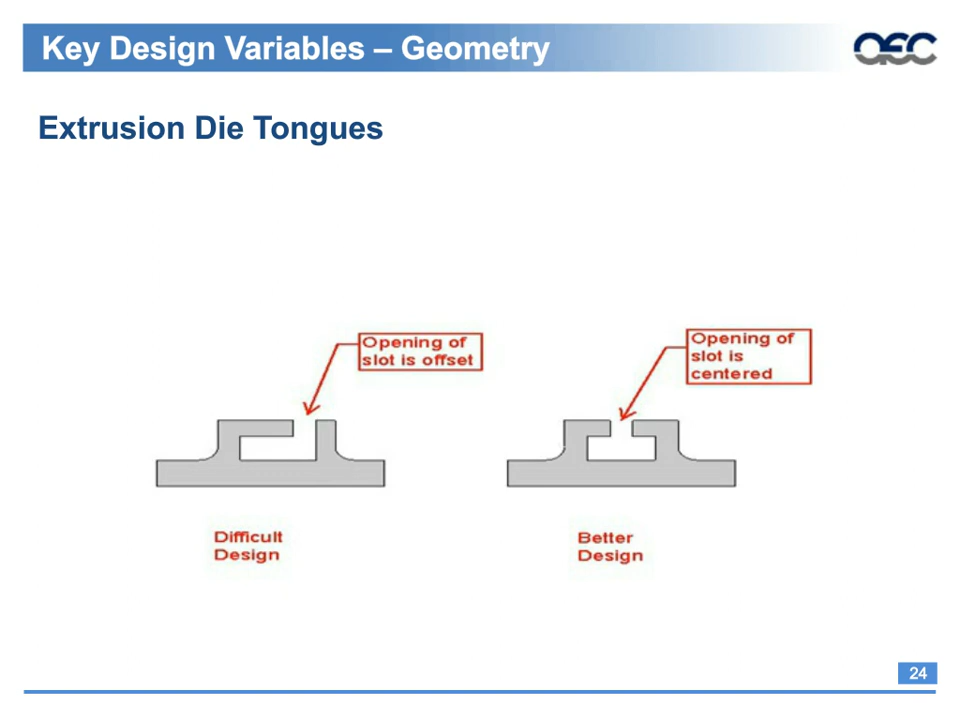 Key Design Variables – Geometry
AEC
Extrusion Die Tongues
Opening of
slot is offset
Opening of
slot is
centered
Difficult
Design
Better
Design
24